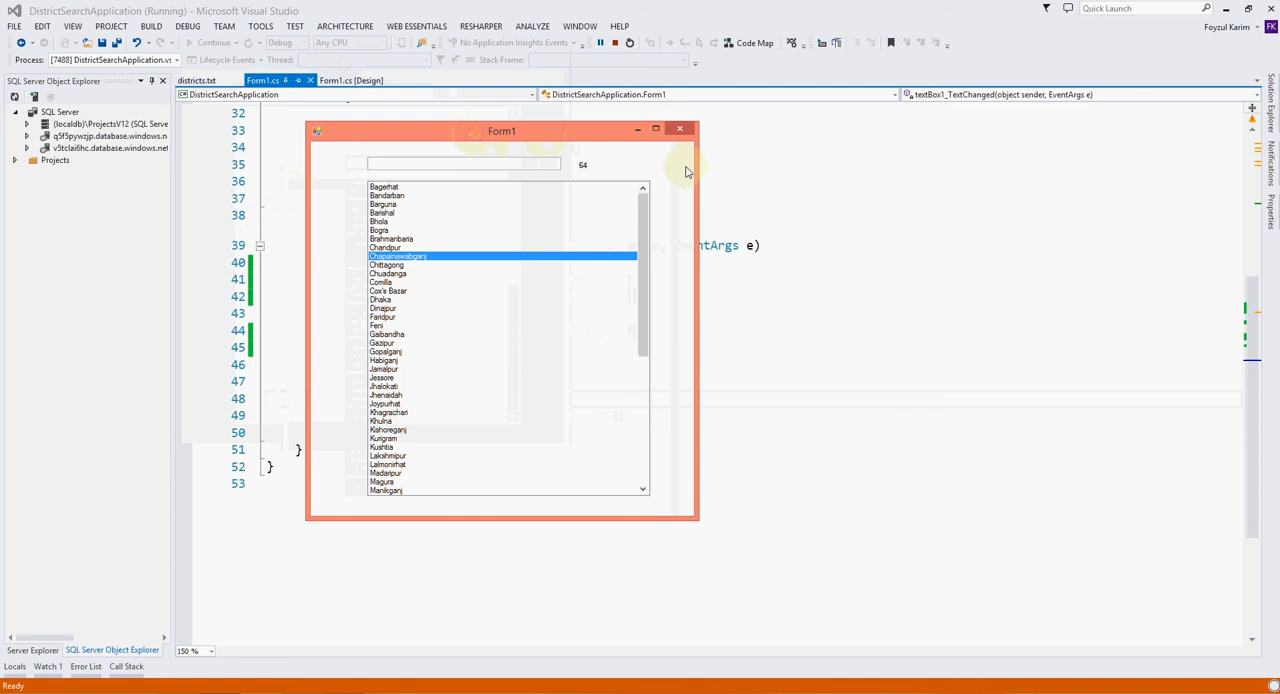 DistrictSearchApplication (Running) - Microsoft Visual Studio
Quick Launch
FILE EDIT VIEW PROJECT BUILD DEBUG TEAM TOOLS TEST ARCHITECTURE WEB ESSENTIALS RESHARPER ANALYZE WINDOW HELP
Foyzul Karim FK
Continue Debug Any CPU No Application Insights Events Code Map
Process: [7488] DistrictSearchApplication.vs Lifecycle Events Thread: Stack Frame:
SQL Server Object Explorer districts.txt Form1.cs Form1.cs [Design]
DistrictSearchApplication DistrictSearchApplication.Form1 textBox1_TextChanged(object sender, EventArgs e)
SQL Server
(localdb)\ProjectsV12 (SQL Server
q5f5pywzjp.database.windows.net
v5tclai6hc.database.windows.net
Projects
32
33
34
35
36
37
38
39 entArgs e)
40
41
42
43
44
45
46
47
48
49
50
51 }
52 }
53
Form1
64
Bagerhat
Bandarban
Barguna
Barishal
Bhola
Bogra
Brahmanbaria
Chandpur
Chapainawabganj
Chittagong
Chuadanga
Comilla
Cox's Bazar
Dhaka
Dinajpur
Faridpur
Feni
Gaibandha
Gazipur
Gopalganj
Habiganj
Jamalpur
Jessore
Jhalokati
Jhenaidah
Joypurhat
Khagrachari
Khulna
Kishoreganj
Kurigram
Kushtia
Lakshmipur
Lalmonirhat
Madaripur
Magura
Manikganj
Solution Explorer
Notifications
Properties
150 %
Server Explorer SQL Server Object Explorer
Locals Watch 1 Error List Call Stack
Ready